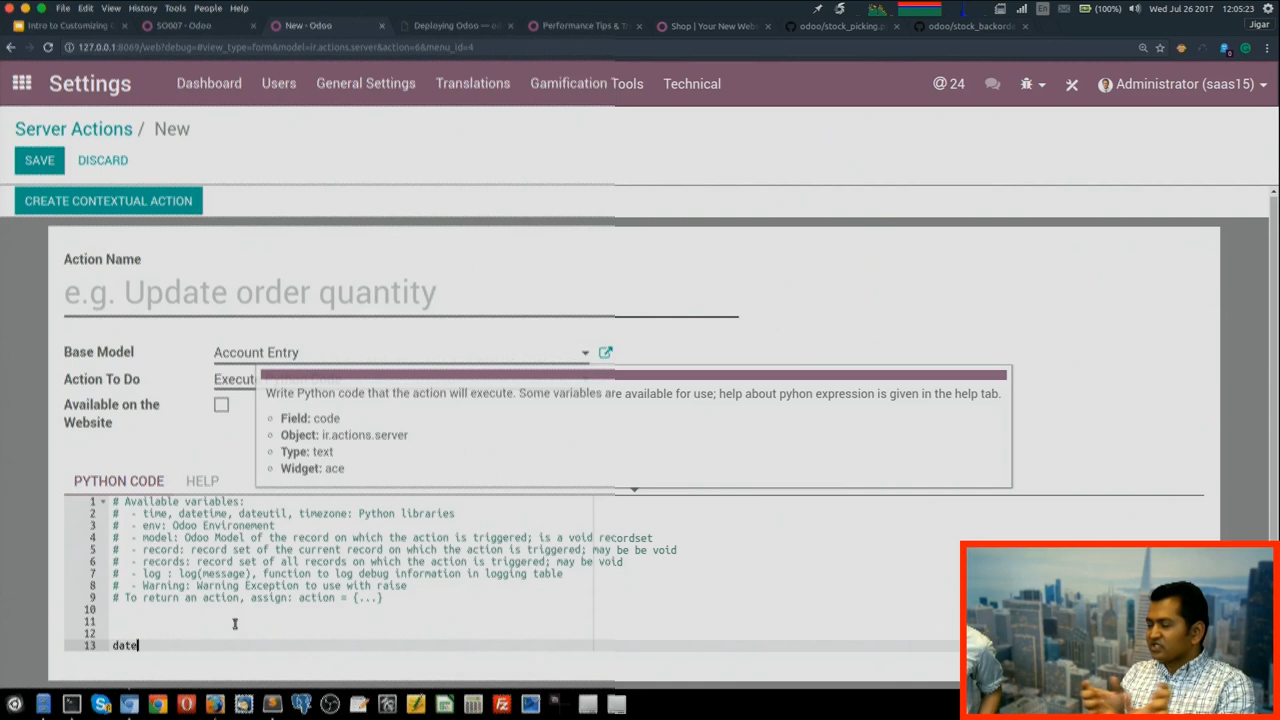 File Edit View History Bookmarks Tools People Help
(100%) Wed Jul 26 2017 12:05:23
Intro to Customizing
SO007 - Odoo
New - Odoo
Deploying Odoo — o
Performance Tips & T
Shop | Your New Web
odoo/stock_picking.p
odoo/stock_backord
Jigar
127.0.0.1:8069/web?debug=#view_type=form&model=ir.actions.server&action=6&menu_id=4
Settings Dashboard Users General Settings Translations Gamification Tools Technical @ 24 Administrator (saas15)
Server Actions / New
SAVE DISCARD
CREATE CONTEXTUAL ACTION
Action Name
e.g. Update order quantity
Base Model Account Entry
Action To Do Execute Python Code
Available on the
Website
Write Python code that the action will execute. Some variables are available for use; help about pyhon expression is given in the help tab.
Field: code
Object: ir.actions.server
Type: text
Widget: ace
PYTHON CODE HELP
1 # Available variables:
2 #  - time, datetime, dateutil, timezone: Python libraries
3 #  - env: Odoo Environement
4 #  - model: Odoo Model of the record on which the action is triggered; is a void recordset
5 #  - record: record set of the current record on which the action is triggered; may be be void
6 #  - records: record set of all records on which the action is triggered; may be void
7 #  - log : log(message), function to log debug information in logging table
8 #  - Warning: Warning Exception to use with raise
9 # To return an action, assign: action = {...}
10
11
12
13 date